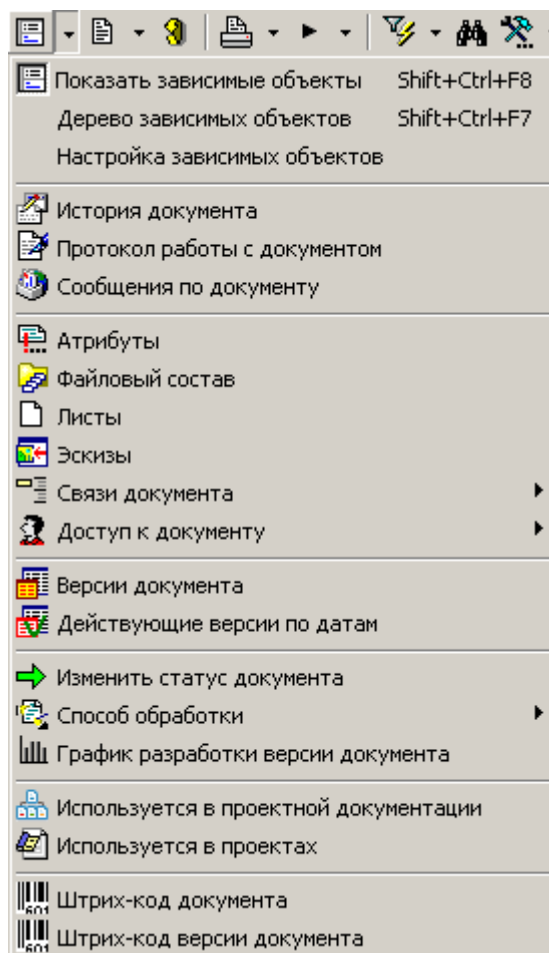 Показать зависимые объекты Shift+Ctrl+F8
Дерево зависимых объектов Shift+Ctrl+F7
Настройка зависимых объектов
История документа
Протокол работы с документом
Сообщения по документу
Атрибуты
Файловый состав
Листы
Эскизы
Связи документа
Доступ к документу
Версии документа
Действующие версии по датам
Изменить статус документа
Способ обработки
График разработки версии документа
Используется в проектной документации
Используется в проектах
601 Штрих-код документа
601 Штрих-код версии документа